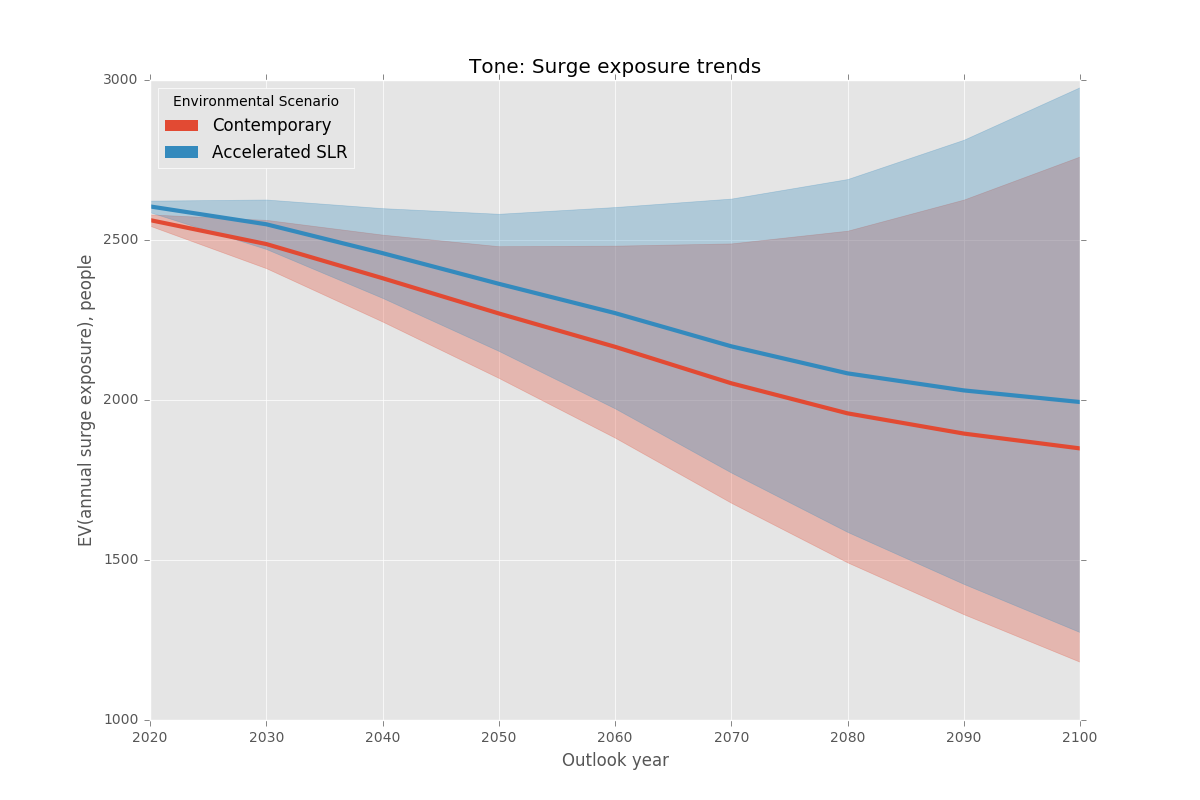 Tone: Surge exposure trends
Environmental Scenario
Contemporary
Accelerated SLR
3000
2500
2000
1500
1000
EV(annual surge exposure), people
2020 2030 2040 2050 2060 2070 2080 2090 2100
Outlook year